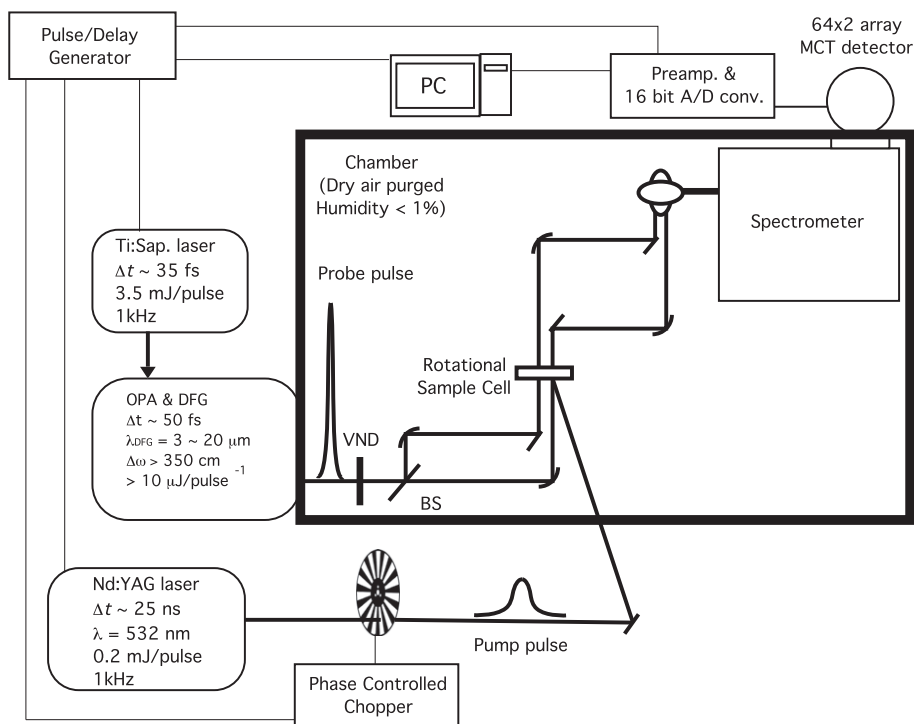 Pulse/Delay
Generator
PC
Preamp. &
16 bit A/D conv.
64x2 array
MCT detector
Chamber
(Dry air purged
Humidity < 1%)
Spectrometer
Ti:Sap. laser
Δt ~ 35 fs
3.5 mJ/pulse
1kHz
Probe pulse
Rotational
Sample Cell
OPA & DFG
Δt ~ 50 fs
λDFG = 3 ~ 20 μm
Δω > 350 cm
> 10 μJ/pulse -1
VND
BS
Nd:YAG laser
Δt ~ 25 ns
λ = 532 nm
0.2 mJ/pulse
1kHz
Pump pulse
Phase Controlled
Chopper